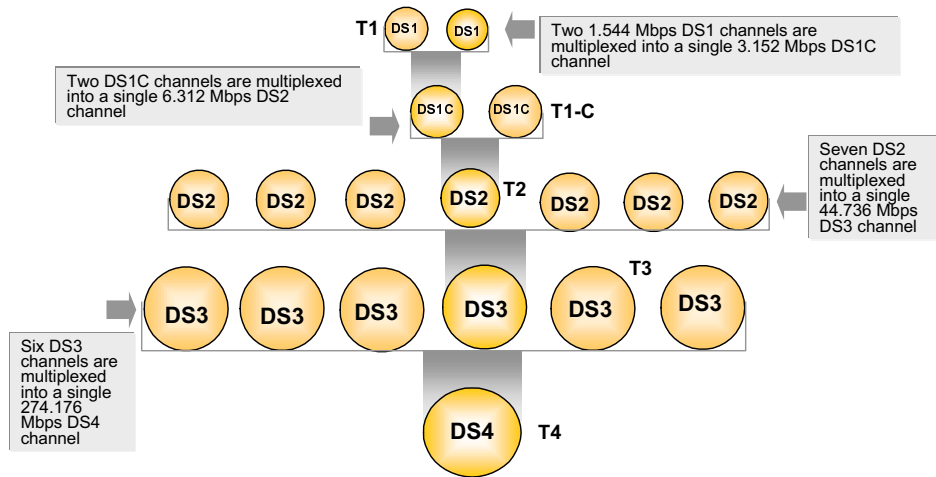 T1
DS1
DS1
Two 1.544 Mbps DS1 channels are
multiplexed into a single 3.152 Mbps DS1C
channel
Two DS1C channels are multiplexed
into a single 6.312 Mbps DS2
channel
DS1C
DS1C
T1-C
Seven DS2
channels are
multiplexed
into a single
44.736 Mbps
DS3 channel
DS2
DS2
DS2
DS2
T2
DS2
DS2
DS2
T3
DS3
DS3
DS3
DS3
DS3
DS3
Six DS3
channels are
multiplexed
into a single
274.176
Mbps DS4
channel
DS4
T4